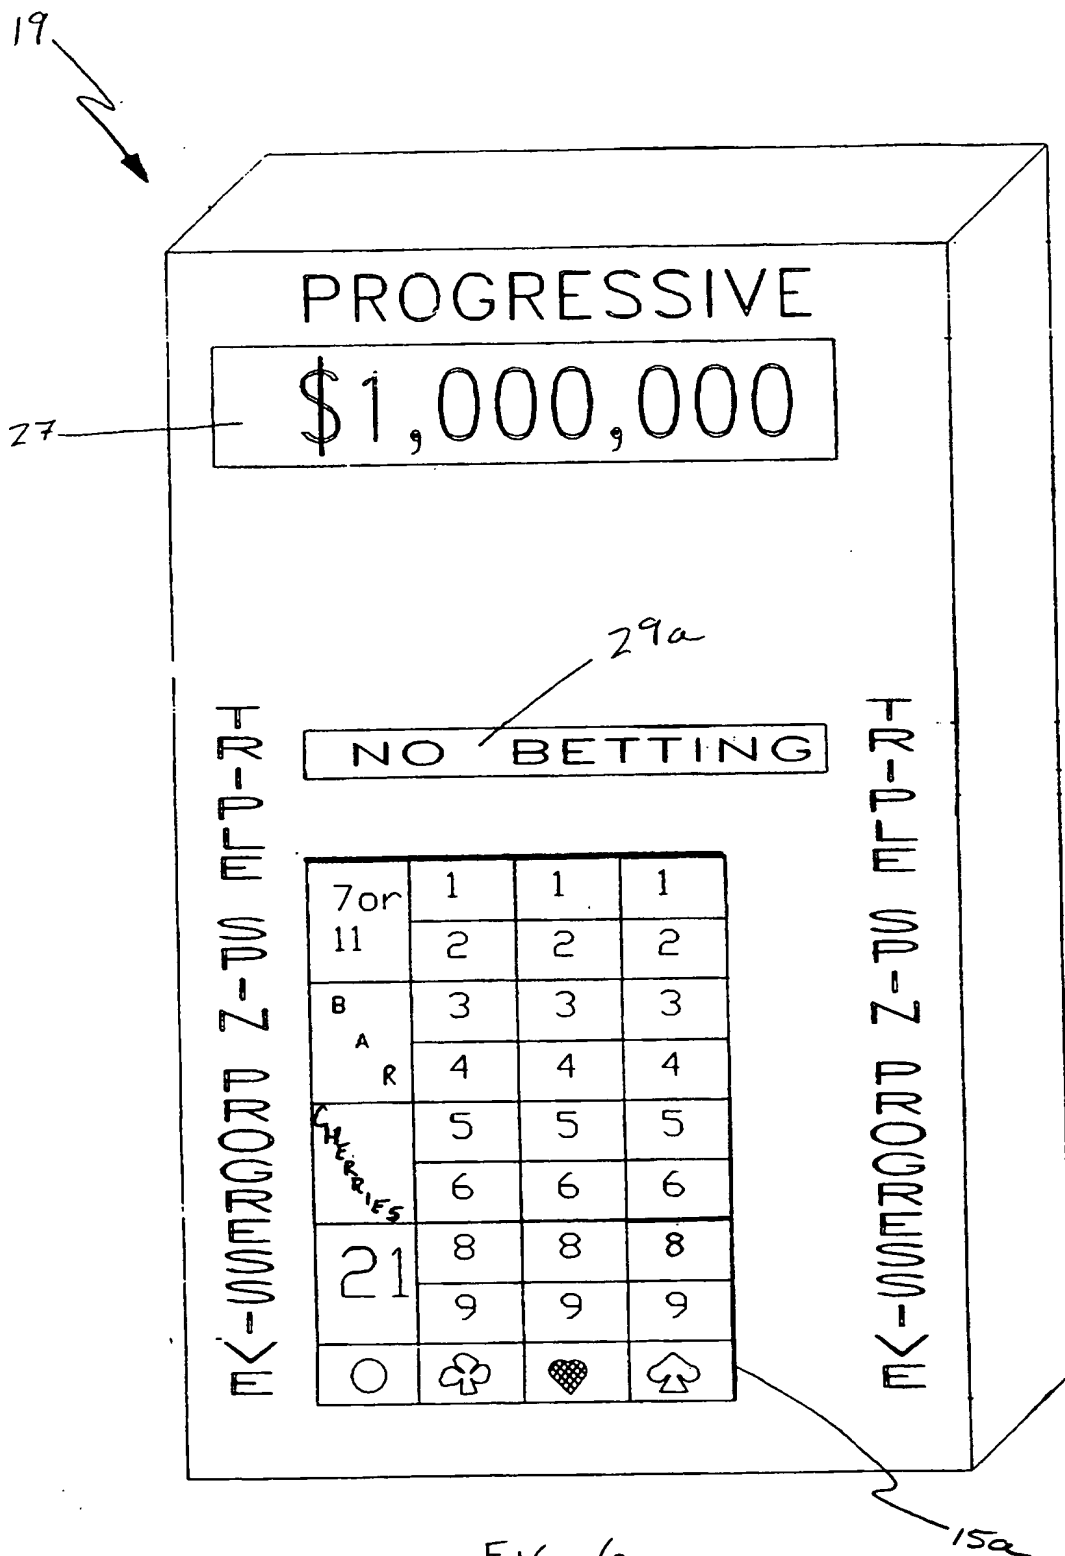 19
PROGRESSIVE
$1,000,000
27
29a
NO BETTING
TRIPLE SPIN PROGRESSIVE
TRIPLE SPIN PROGRESSIVE
7or 11 1 1 1
2 2 2
BAR 3 3 3
4 4 4
CHERRIES 5 5 5
6 6 6
21 8 8 8
9 9 9
15a